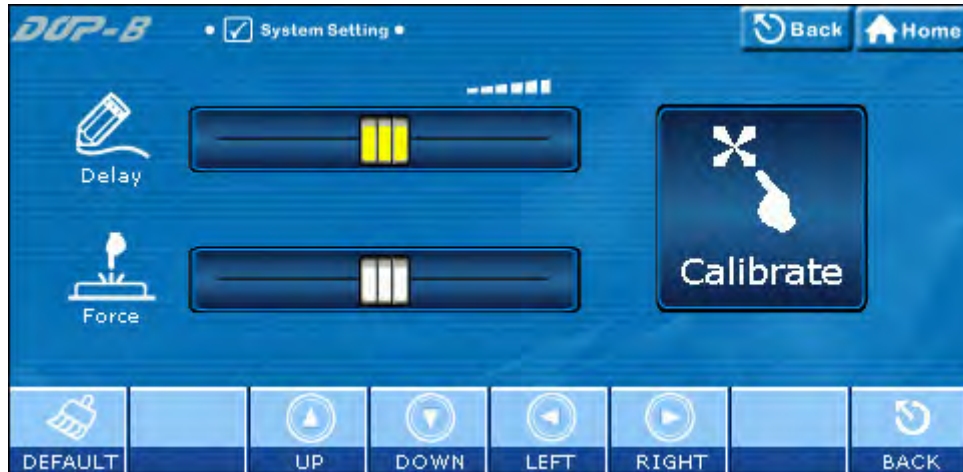 DOP-B
• ☑ System Setting •
Back
Home
Delay
Force
Calibrate
DEFAULT
UP
DOWN
LEFT
RIGHT
BACK